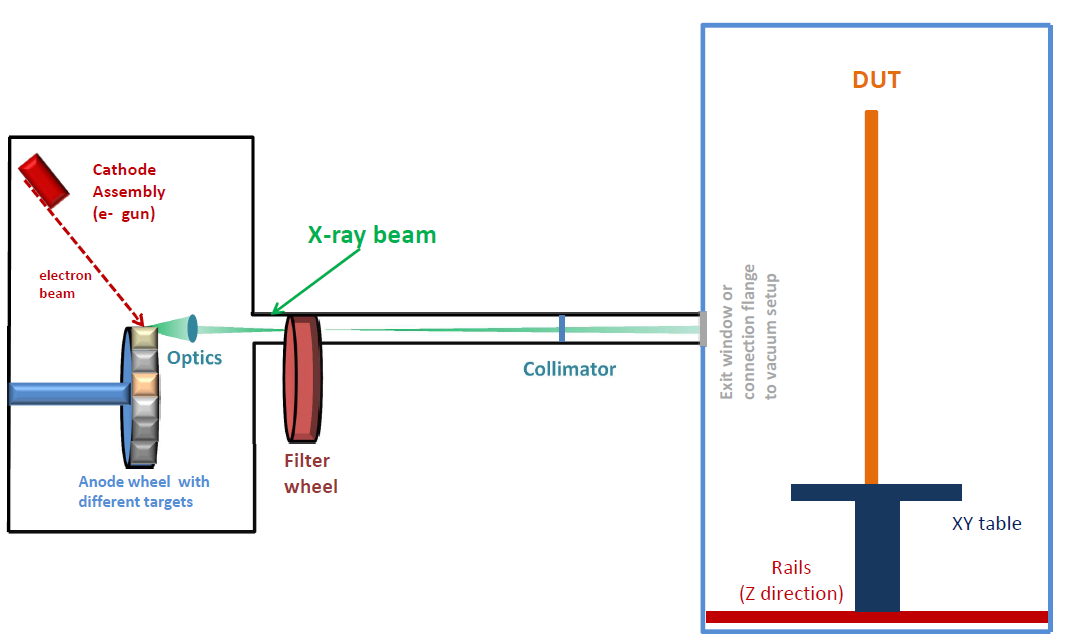 DUT
Cathode
Assembly
(e- gun)
X-ray beam
electron
beam
Optics
Collimator
Exit window or
connection flange
to vacuum setup
Filter
wheel
Anode wheel with
different targets
XY table
Rails
(Z direction)